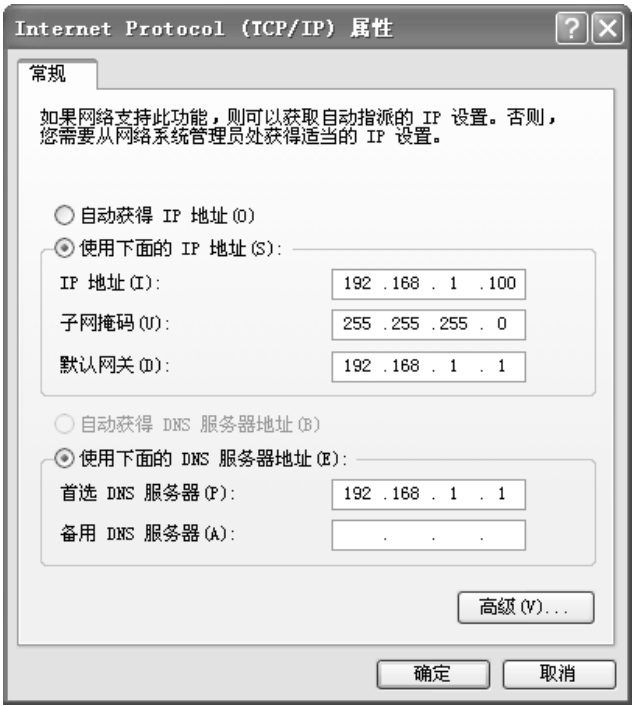 Internet Protocol (TCP/IP) 属性
常规
如果网络支持此功能，则可以获取自动指派的 IP 设置。否则，
您需要从网络系统管理员处获得适当的 IP 设置。
自动获得 IP 地址(O)
使用下面的 IP 地址(S):
IP 地址(I): 192 .168 . 1 .100
子网掩码(U): 255 .255 .255 . 0
默认网关(D): 192 .168 . 1 . 1
自动获得 DNS 服务器地址(B)
使用下面的 DNS 服务器地址(E):
首选 DNS 服务器(P): 192 .168 . 1 . 1
备用 DNS 服务器(A): . . .
高级(V)...
确定 取消